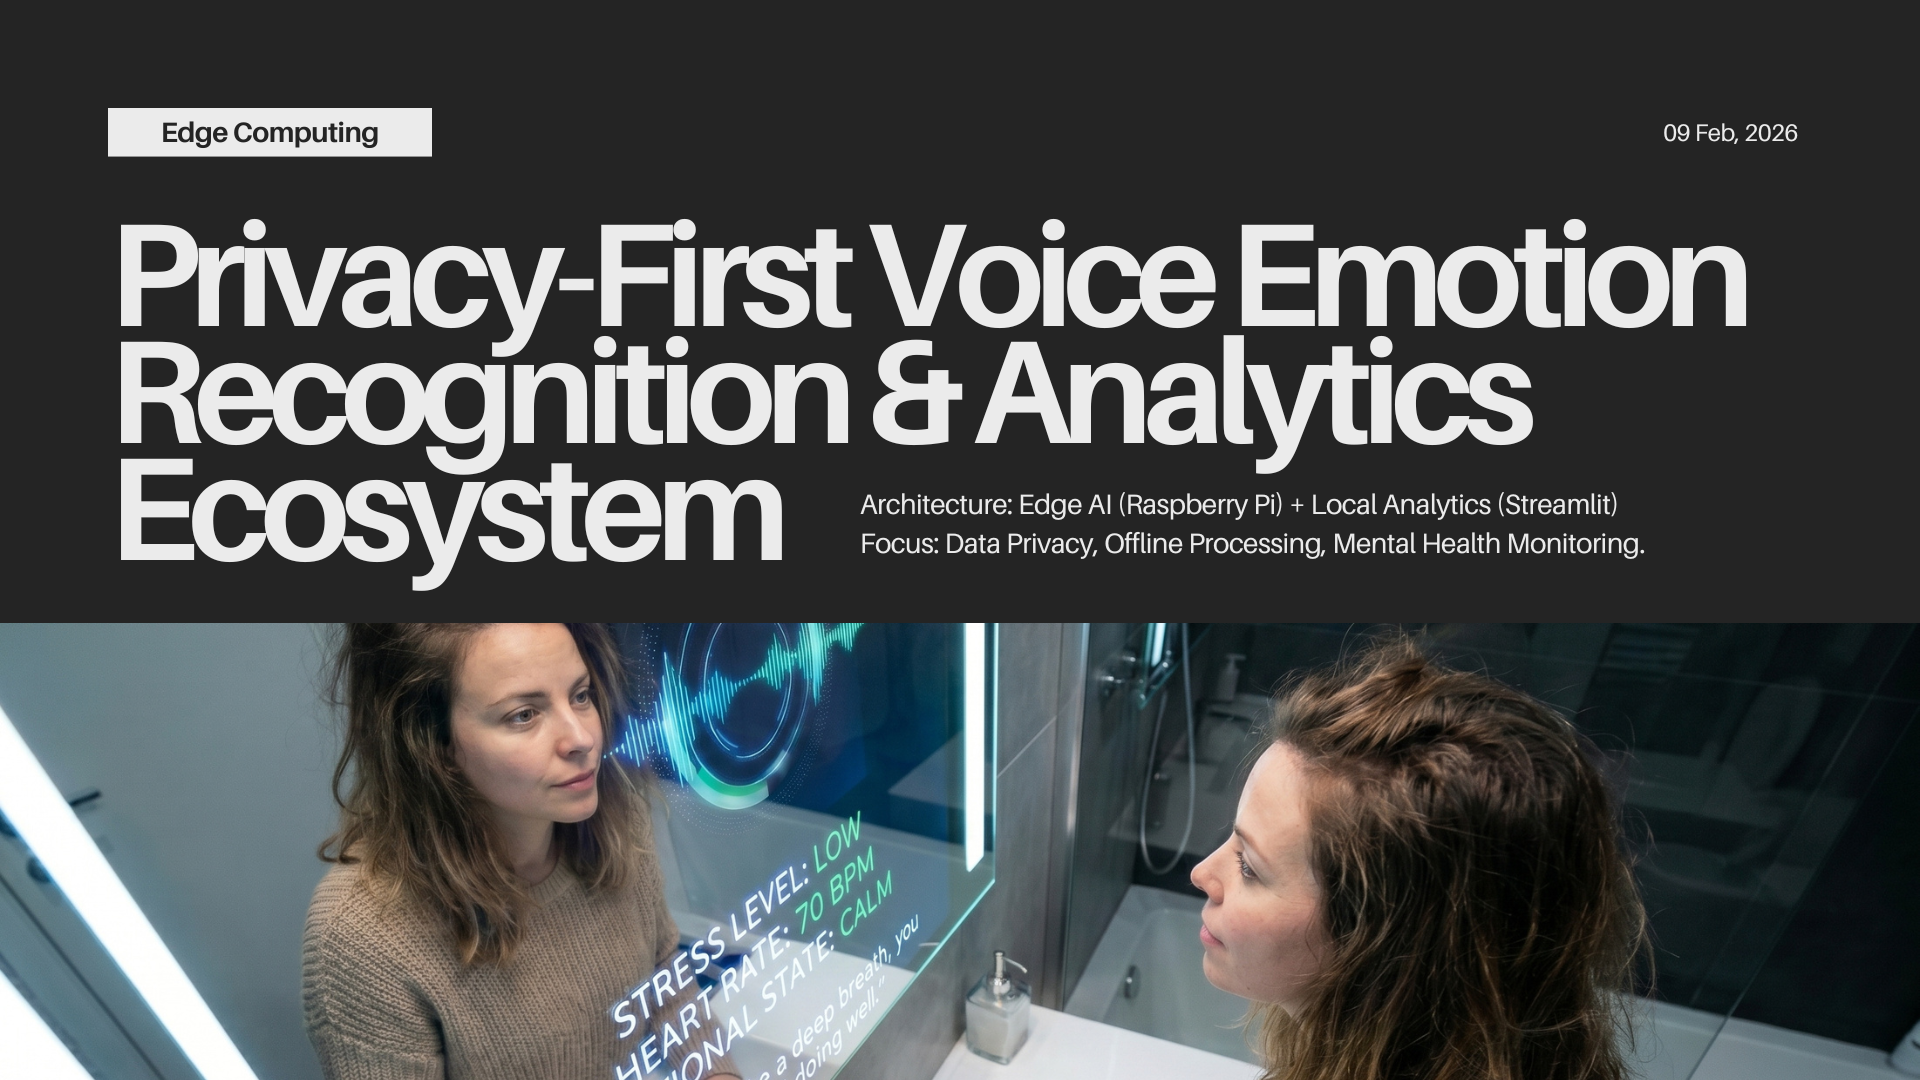 Edge Computing
09 Feb, 2026
Privacy-First Voice Emotion
Recognition & Analytics
Ecosystem
Architecture: Edge AI (Raspberry Pi) + Local Analytics (Streamlit)
Focus: Data Privacy, Offline Processing, Mental Health Monitoring.
STRESS LEVEL: LOW
HEART RATE: 70 BPM
IONAL STATE: CALM
e a deep breath, you
doing well."